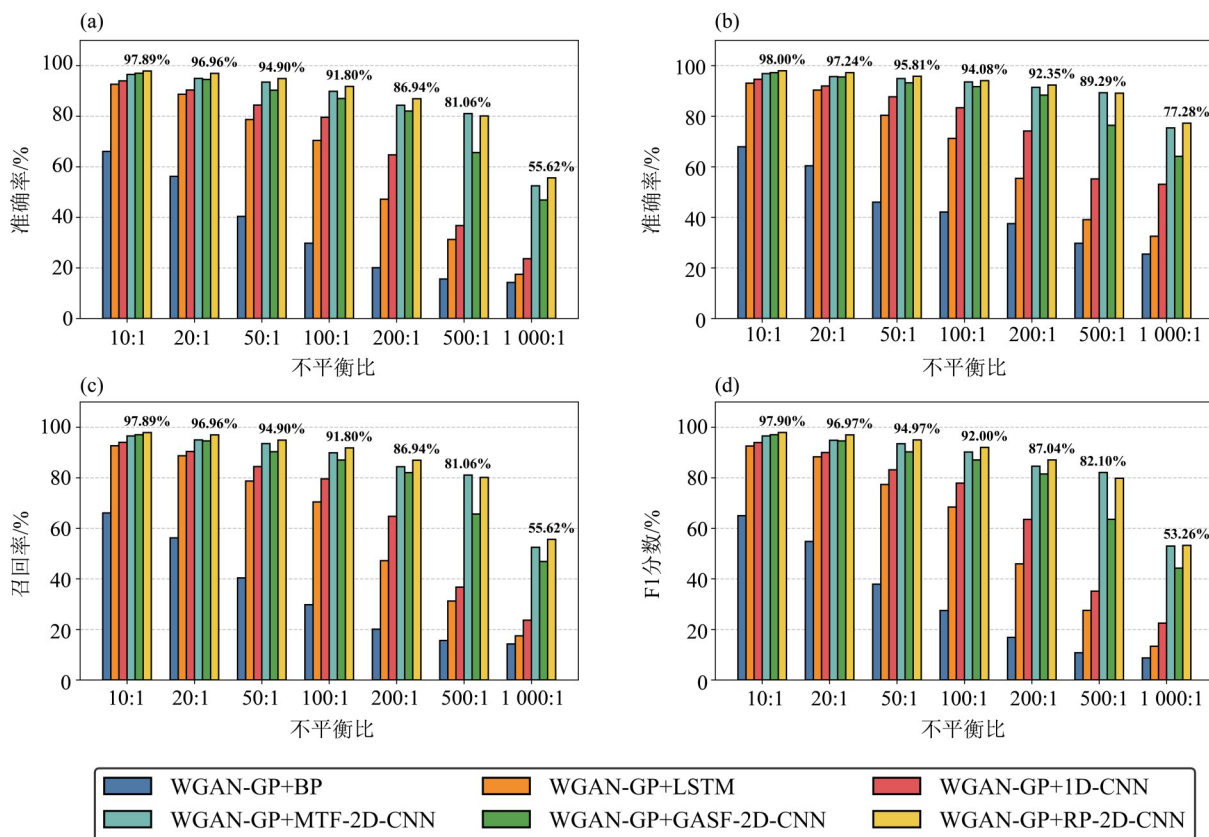 (a)
准确率/%
100
80
60
40
20
0
97.89%
96.96%
94.90%
91.80%
86.94%
81.06%
55.62%
10:1 20:1 50:1 100:1 200:1 500:1 1 000:1
不平衡比
(b)
准确率/%
100
80
60
40
20
0
98.00%
97.24%
95.81%
94.08%
92.35%
89.29%
77.28%
10:1 20:1 50:1 100:1 200:1 500:1 1 000:1
不平衡比
(c)
召回率/%
100
80
60
40
20
0
97.89%
96.96%
94.90%
91.80%
86.94%
81.06%
55.62%
10:1 20:1 50:1 100:1 200:1 500:1 1 000:1
不平衡比
(d)
F1分数/%
100
80
60
40
20
0
97.90%
96.97%
94.97%
92.00%
87.04%
82.10%
53.26%
10:1 20:1 50:1 100:1 200:1 500:1 1 000:1
不平衡比
WGAN-GP+BP WGAN-GP+LSTM WGAN-GP+1D-CNN
WGAN-GP+MTF-2D-CNN WGAN-GP+GASF-2D-CNN WGAN-GP+RP-2D-CNN